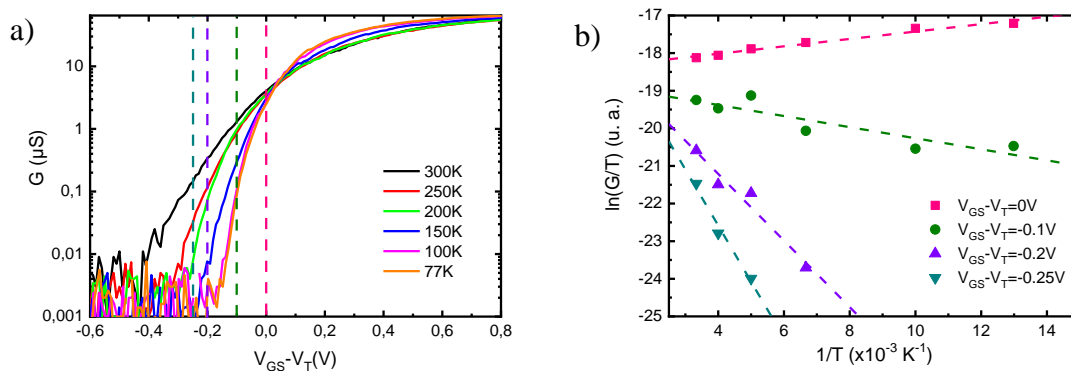 a)
G (µS)
10
1
0,1
0,01
0,001
-0,6 -0,4 -0,2 0,0 0,2 0,4 0,6 0,8
V_GS-V_T(V)
300K
250K
200K
150K
100K
77K
b)
ln(G/T) (u. a.)
-17
-18
-19
-20
-21
-22
-23
-24
-25
4 6 8 10 12 14
1/T (x10⁻³ K⁻¹)
V_GS-V_T=0V
V_GS-V_T=-0.1V
V_GS-V_T=-0.2V
V_GS-V_T=-0.25V